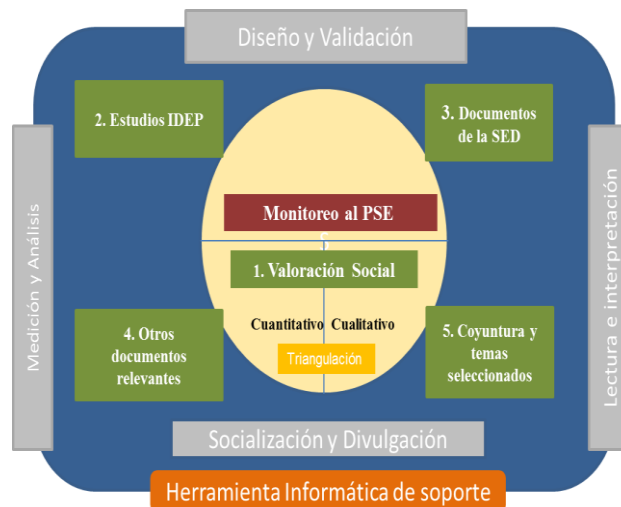 Diseño y Validación
2. Estudios IDEP
3. Documentos
de la SED
Medición y Análisis
Lectura e interpretación
Monitoreo al PSE
S
1. Valoración Social
Cuantitativo Cualitativo
Triangulación
4. Otros
documentos
relevantes
5. Coyuntura y
temas
seleccionados
Socialización y Divulgación
Herramienta Informática de soporte